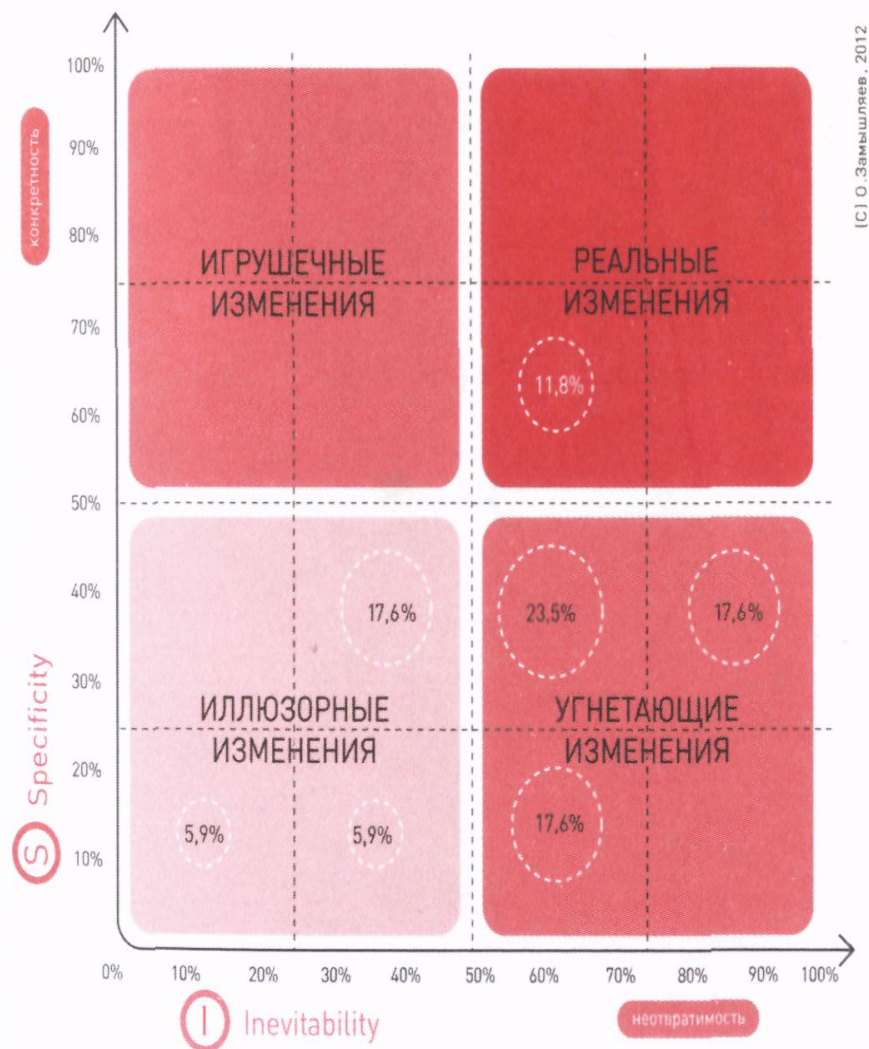 (C) О.Замышляев, 2012
100%
90%
80%
70%
60%
50%
40%
30%
20%
10%
конкретность
S Specificity
ИГРУШЕЧНЫЕ
ИЗМЕНЕНИЯ
РЕАЛЬНЫЕ
ИЗМЕНЕНИЯ
11,8%
17,6%
ИЛЛЮЗОРНЫЕ
ИЗМЕНЕНИЯ
5,9%
5,9%
23,5%
17,6%
УГНЕТАЮЩИЕ
ИЗМЕНЕНИЯ
17,6%
0% 10% 20% 30% 40% 50% 60% 70% 80% 90% 100%
I Inevitability
неотвратимость